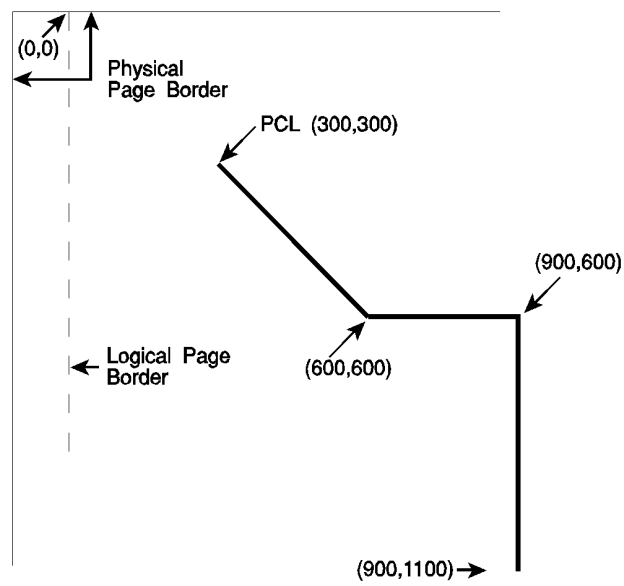 (0,0)
Physical
Page Border
PCL (300,300)
(900,600)
Logical Page
Border
(600,600)
(900,1100)